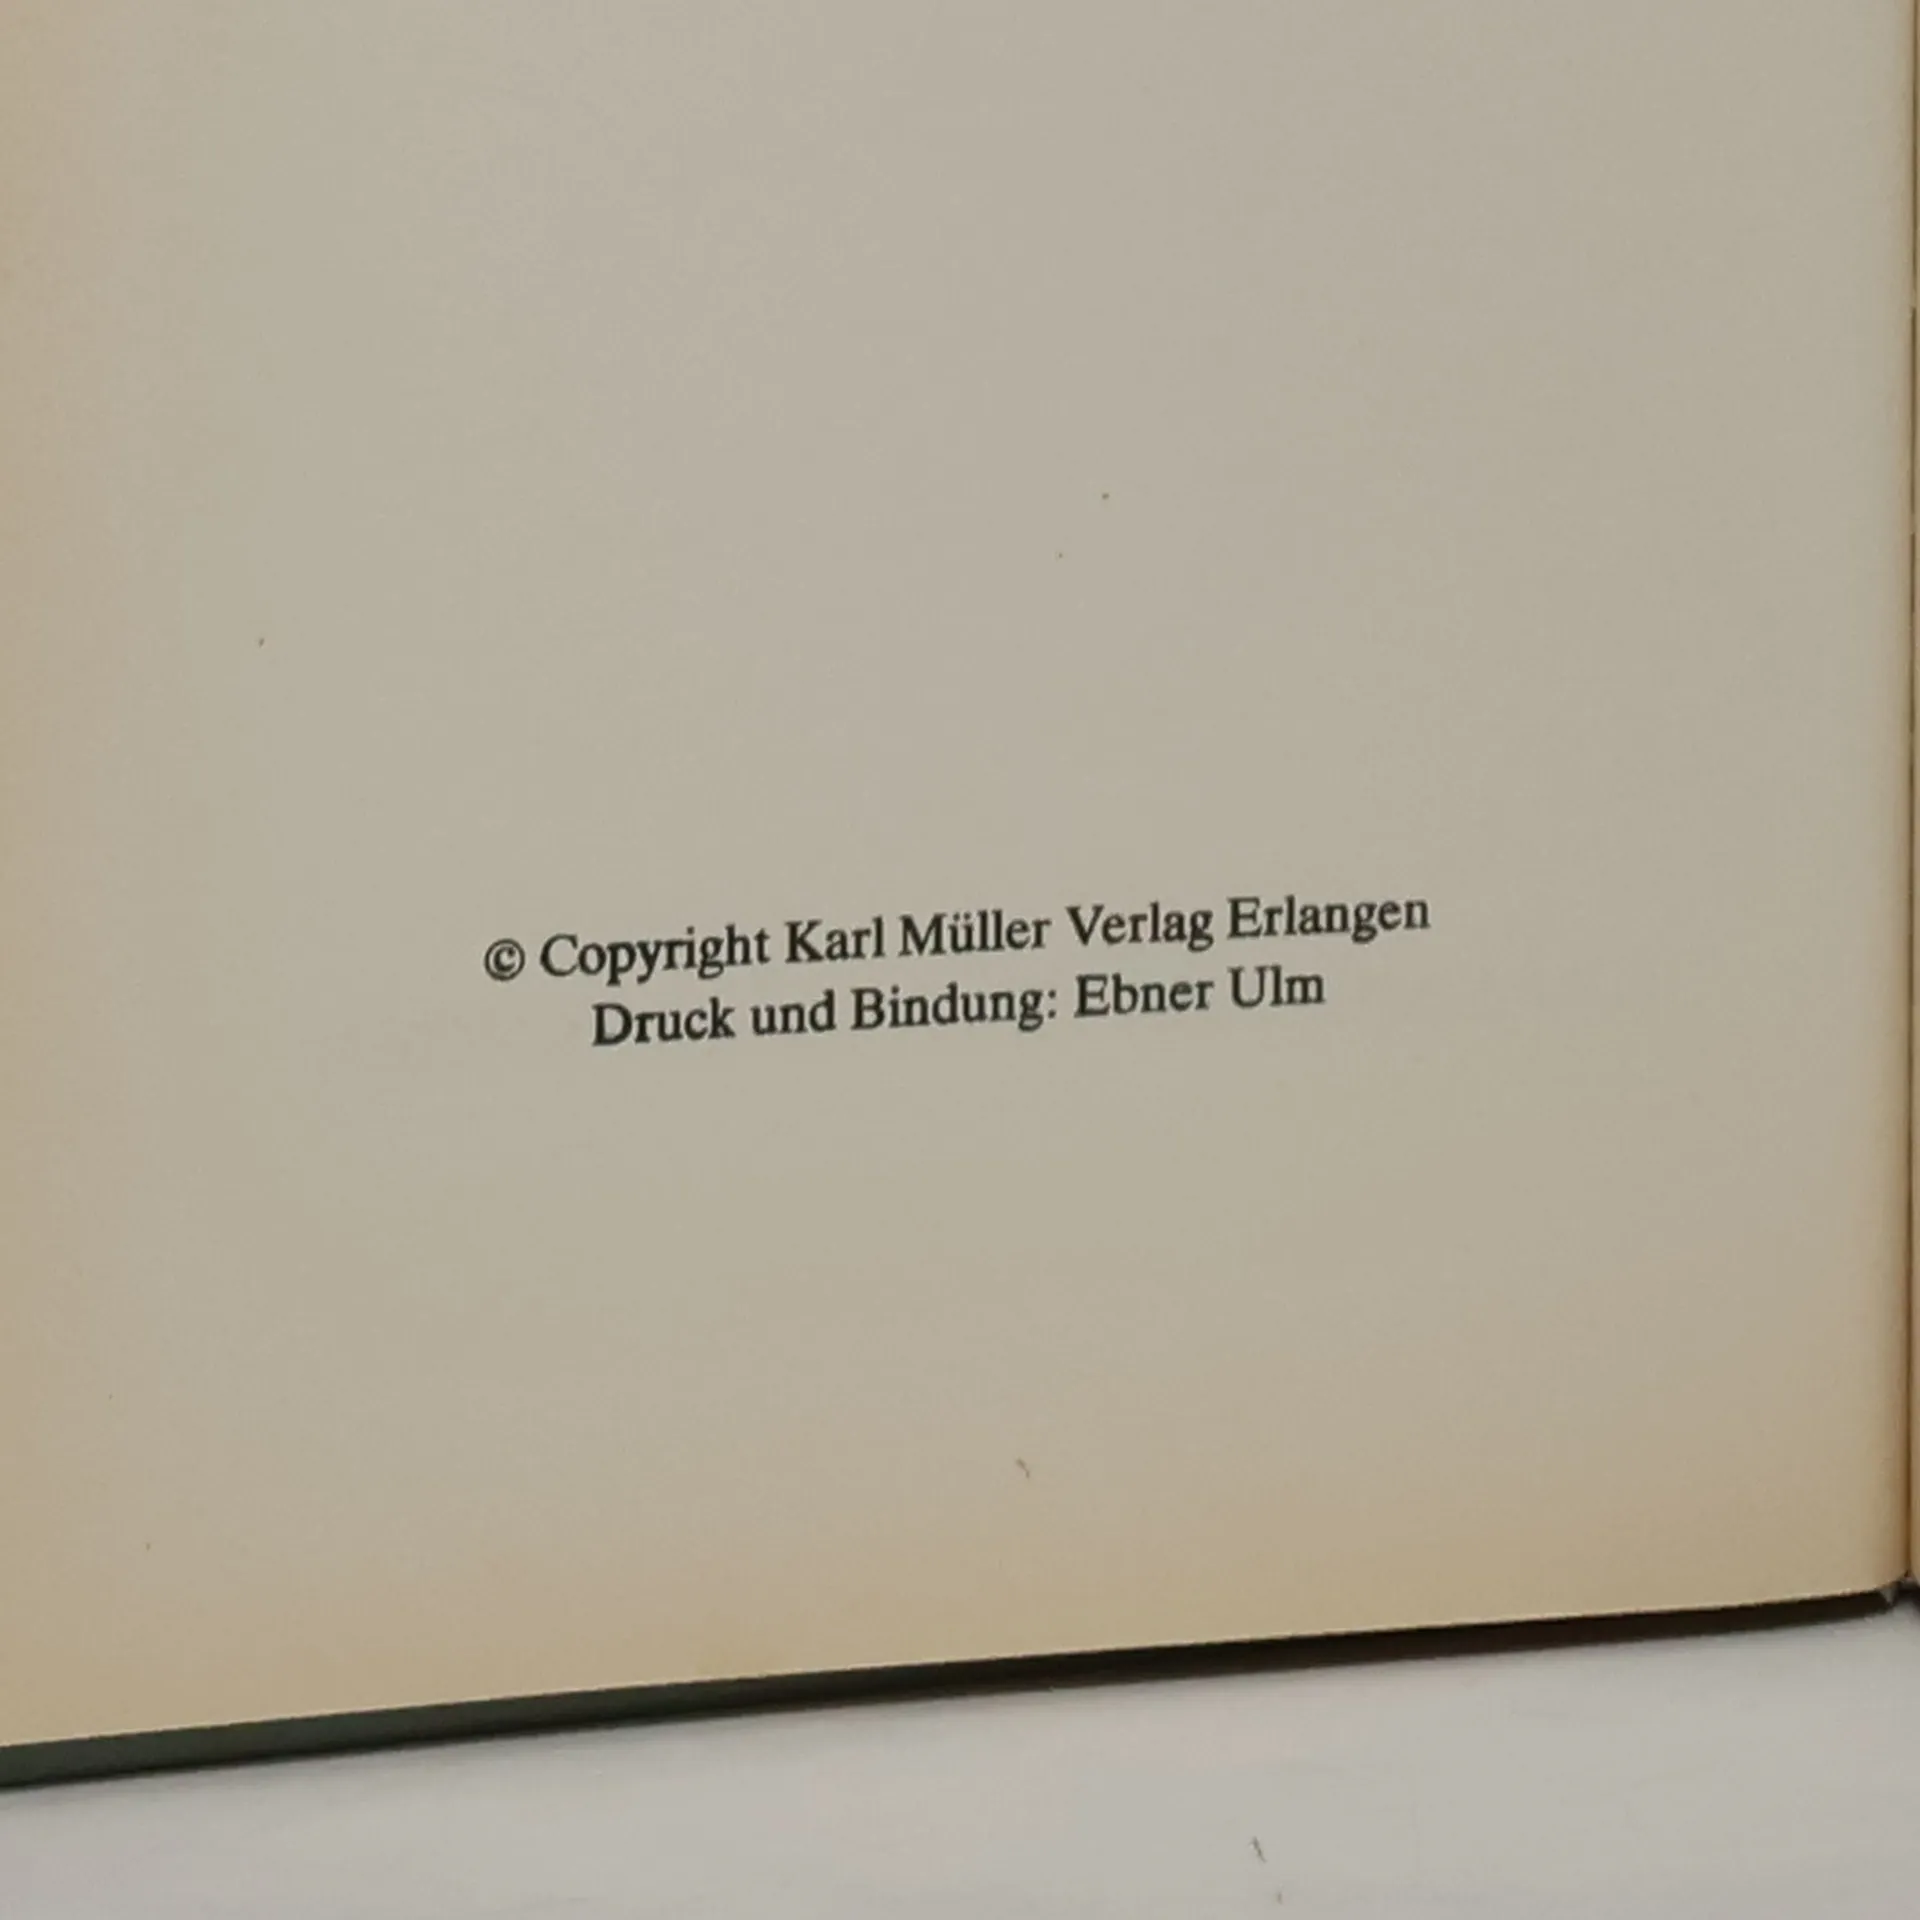 © Copyright Karl Müller Verlag Erlangen
Druck und Bindung: Ebner Ulm